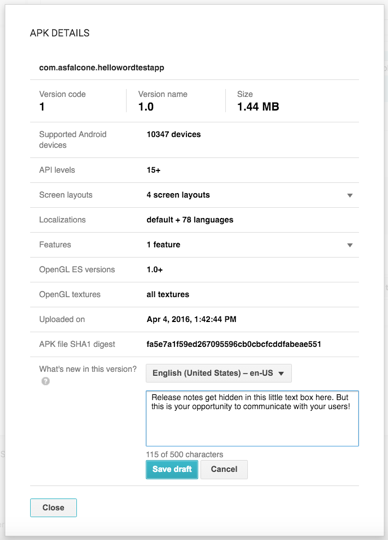 APK DETAILS
com.asfalcone.hellowordtestapp
Version code
Version name
Size
1
1.0
1.44 MB
Supported Android
devices
10347 devices
API levels
15+
Screen layouts
4 screen layouts
Localizations
default + 78 languages
Features
1 feature
OpenGL ES versions
1.0+
OpenGL textures
all textures
Uploaded on
Apr 4, 2016, 1:42:44 PM
APK file SHA1 digest
fa5e7a1f59ed267095596cb0cbcfcddfabeae551
What's new in this version?
?
English (United States) – en-US
Release notes get hidden in this little text box here. But
this is your opportunity to communicate with your users!
115 of 500 characters
Save draft
Cancel
Close